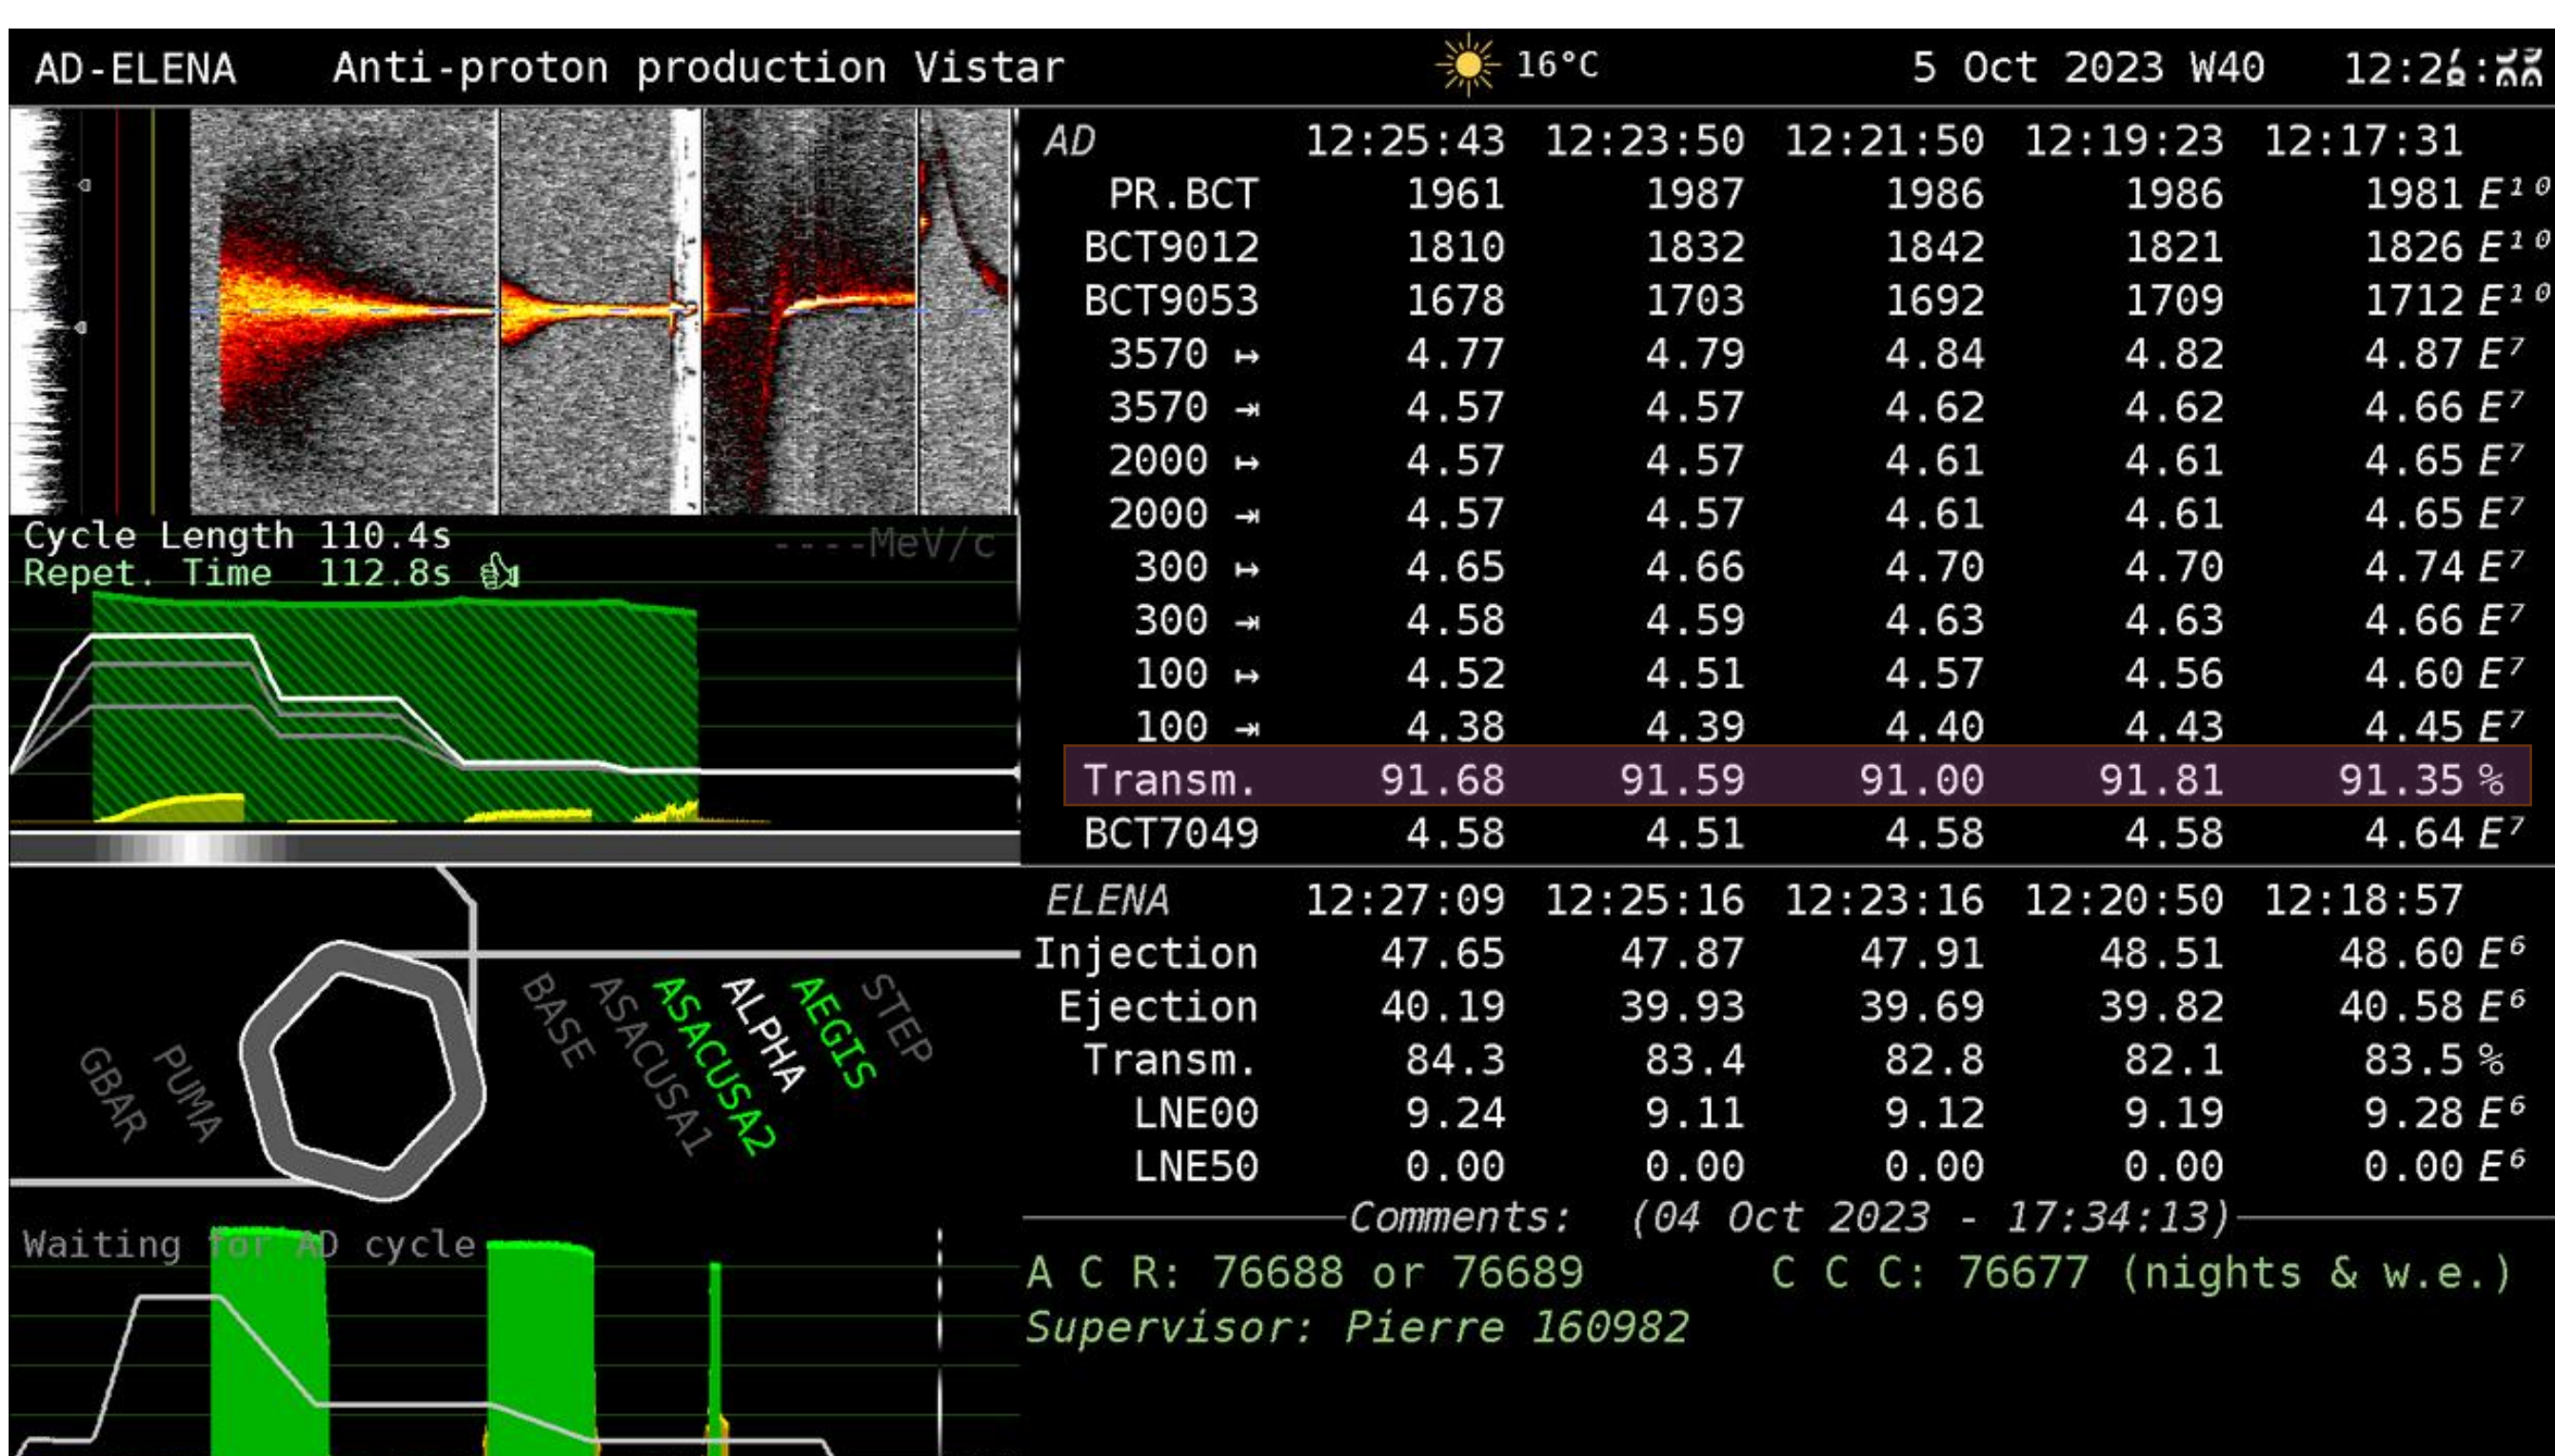 AD-ELENA Anti-proton production Vistar 16°C 5 Oct 2023 W40
Cycle Length 110.4s
----MeV/c
Repet. Time 112.8s
GBAR
PUMA
BASE
ASACUSA1
ASACUSA2
ALPHA
AEGIS
STEP
Waiting for AD cycle
AD 12:25:43 12:23:50 12:21:50 12:19:23 12:17:31
PR.BCT 1961 1987 1986 1986 1981 E¹⁰
BCT9012 1810 1832 1842 1821 1826 E¹⁰
BCT9053 1678 1703 1692 1709 1712 E¹⁰
3570 ↦ 4.77 4.79 4.84 4.82 4.87 E⁷
3570 ⇥ 4.57 4.57 4.62 4.62 4.66 E⁷
2000 ↦ 4.57 4.57 4.61 4.61 4.65 E⁷
2000 ⇥ 4.57 4.57 4.61 4.61 4.65 E⁷
300 ↦ 4.65 4.66 4.70 4.70 4.74 E⁷
300 ⇥ 4.58 4.59 4.63 4.63 4.66 E⁷
100 ↦ 4.52 4.51 4.57 4.56 4.60 E⁷
100 ⇥ 4.38 4.39 4.40 4.43 4.45 E⁷
Transm. 91.68 91.59 91.00 91.81 91.35 %
BCT7049 4.58 4.51 4.58 4.58 4.64 E⁷
ELENA 12:27:09 12:25:16 12:23:16 12:20:50 12:18:57
Injection 47.65 47.87 47.91 48.51 48.60 E⁶
Ejection 40.19 39.93 39.69 39.82 40.58 E⁶
Transm. 84.3 83.4 82.8 82.1 83.5 %
LNE00 9.24 9.11 9.12 9.19 9.28 E⁶
LNE50 0.00 0.00 0.00 0.00 0.00 E⁶
Comments: (04 Oct 2023 - 17:34:13)
A C R: 76688 or 76689 C C C: 76677 (nights & w.e.)
Supervisor: Pierre 160982